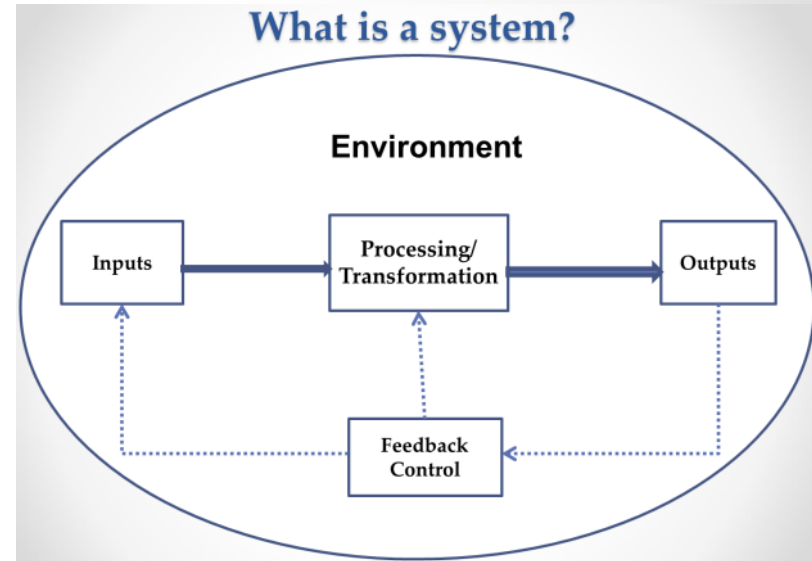 What is a system?
Environment
Inputs
Processing/
Transformation
Outputs
Feedback
Control